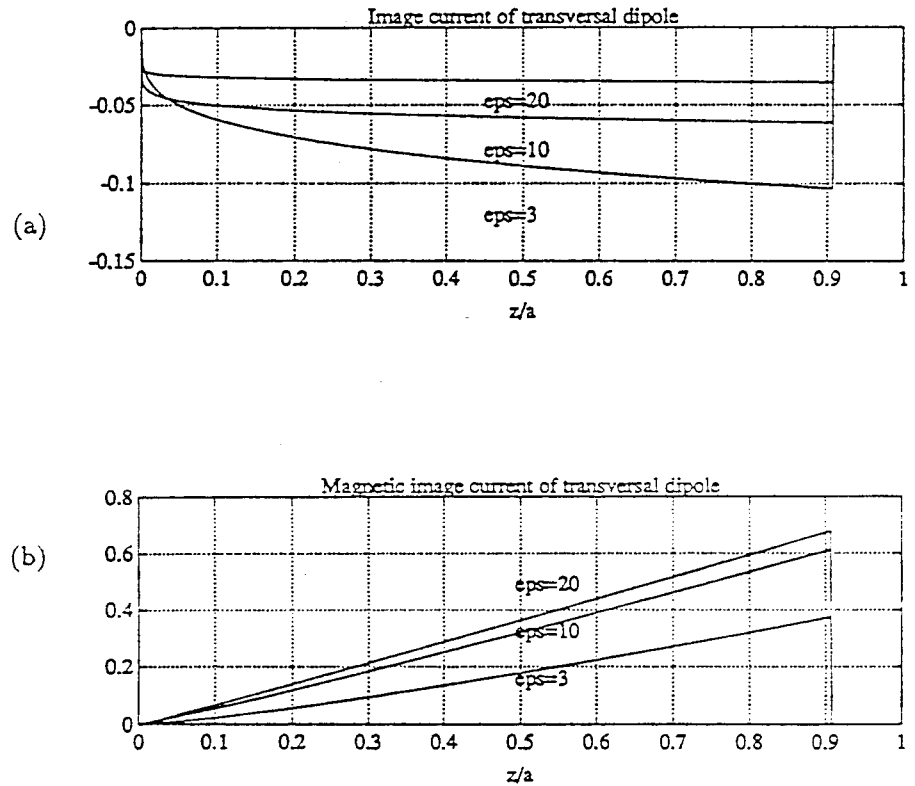 Image current of transversal dipole
0
-0.05
-0.1
-0.15
eps=20
eps=10
eps=3
(a)
0 0.1 0.2 0.3 0.4 0.5 0.6 0.7 0.8 0.9 1
z/a
Magnetic image current of transversal dipole
0.8
0.6
0.4
0.2
0
eps=20
eps=10
eps=3
(b)
0 0.1 0.2 0.3 0.4 0.5 0.6 0.7 0.8 0.9 1
z/a